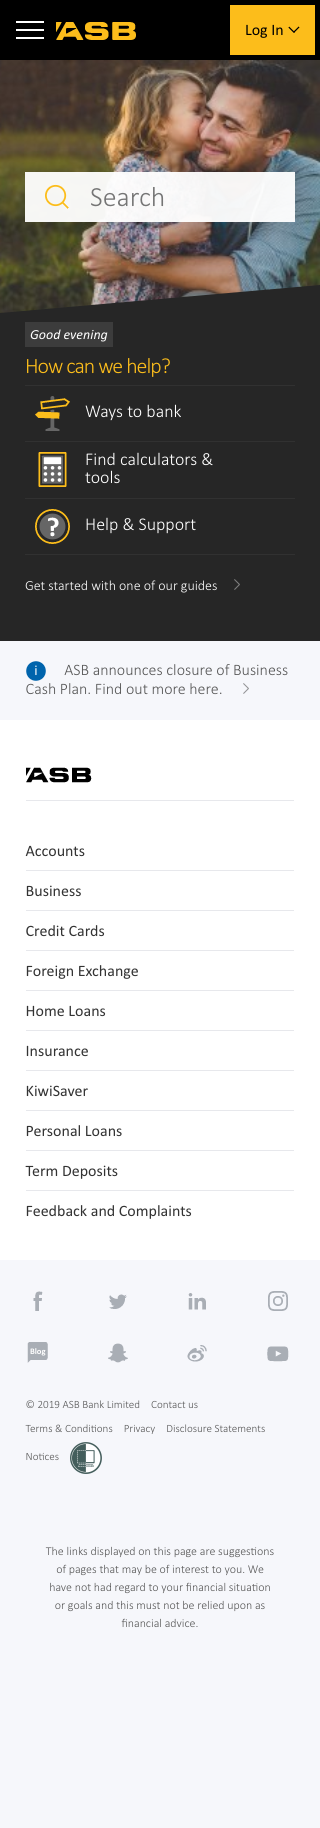 ASB
Log In
Search
Good evening
How can we help?
Ways to bank
Find calculators &
tools
Help & Support
Get started with one of our guides
ASB announces closure of Business
Cash Plan. Find out more here.
ASB
Accounts
Business
Credit Cards
Foreign Exchange
Home Loans
Insurance
KiwiSaver
Personal Loans
Term Deposits
Feedback and Complaints
Blog
© 2019 ASB Bank Limited Contact us
Terms & Conditions Privacy Disclosure Statements
Notices
The links displayed on this page are suggestions
of pages that may be of interest to you. We
have not had regard to your financial situation
or goals and this must not be relied upon as
financial advice.